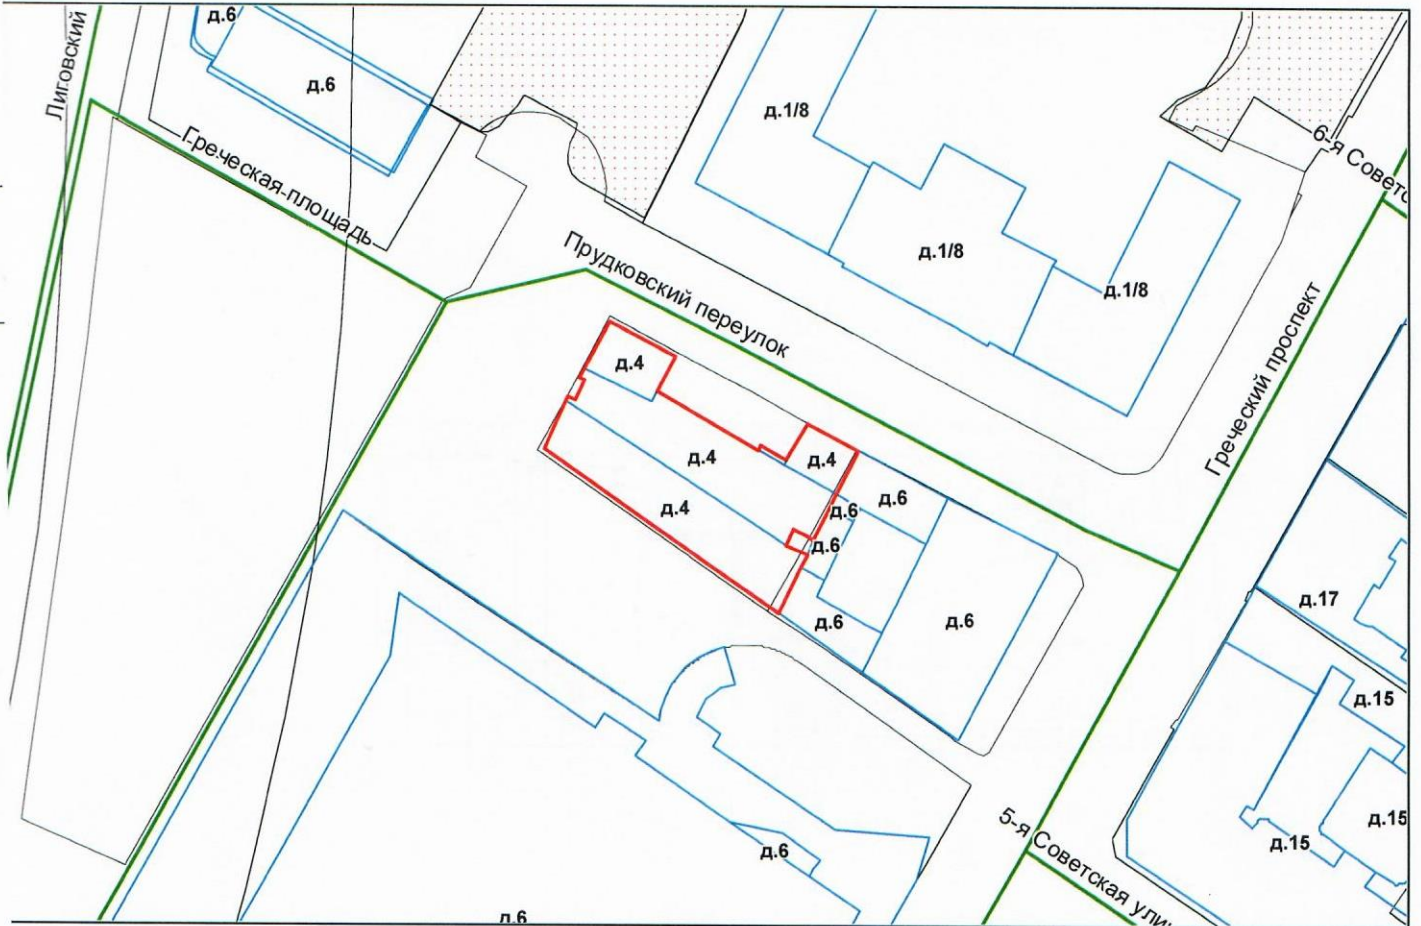 д.6
Лиговский
д.6
Греческая площадь
д.1/8
6-я Советс
Прудковский переулок
д.1/8
д.1/8
Греческий проспект
д.4
д.4
д.4
д.4
д.6
д.6
д.6
д.6
д.6
д.17
д.15
д.15
д.15
5-я Советская ули
д.6
д.6